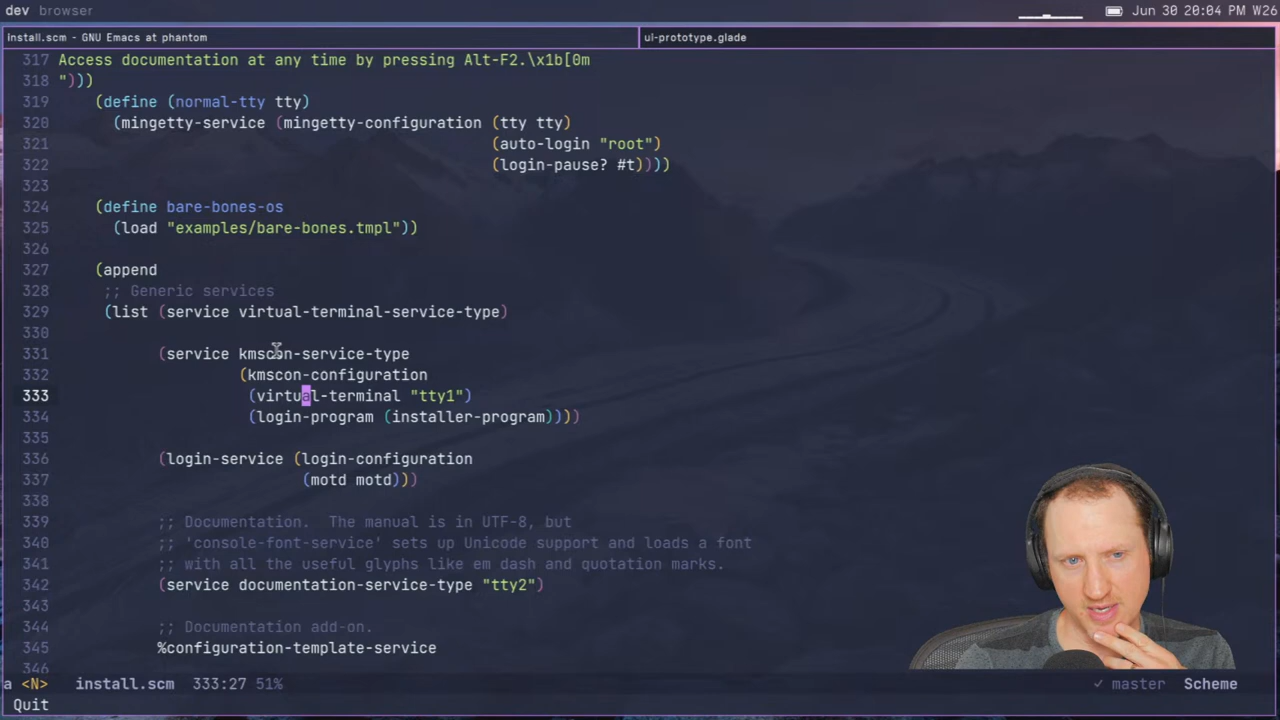 dev browser
Jun 30 20:04 PM W26
install.scm - GNU Emacs at phantom
ui-prototype.glade
317 Access documentation at any time by pressing Alt-F2.\x1b[0m
318 ")))
319 (define (normal-tty tty)
320 (mingetty-service (mingetty-configuration (tty tty)
321 (auto-login "root")
322 (login-pause? #t))))
323
324 (define bare-bones-os
325 (load "examples/bare-bones.tmpl"))
326
327 (append
328 ;; Generic services
329 (list (service virtual-terminal-service-type)
330
331 (service kmscon-service-type
332 (kmscon-configuration
333 (virtual-terminal "tty1")
334 (login-program (installer-program))))
335
336 (login-service (login-configuration
337 (motd motd)))
338
339 ;; Documentation.  The manual is in UTF-8, but
340 ;; 'console-font-service' sets up Unicode support and loads a font
341 ;; with all the useful glyphs like em dash and quotation marks.
342 (service documentation-service-type "tty2")
343
344 ;; Documentation add-on.
345 %configuration-template-service
346
a <N> install.scm 333:27 51%
✓ master Scheme
Quit